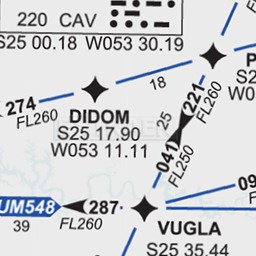 220 CAV
S25 00.18 W053 30.19
274
FL260
18
221
FL260
P
S2
W0
DIDOM
S25 17.90
W053 11.11
25
041
FL250
UM548
287
39
FL260
09
VUGLA
S25 35.44